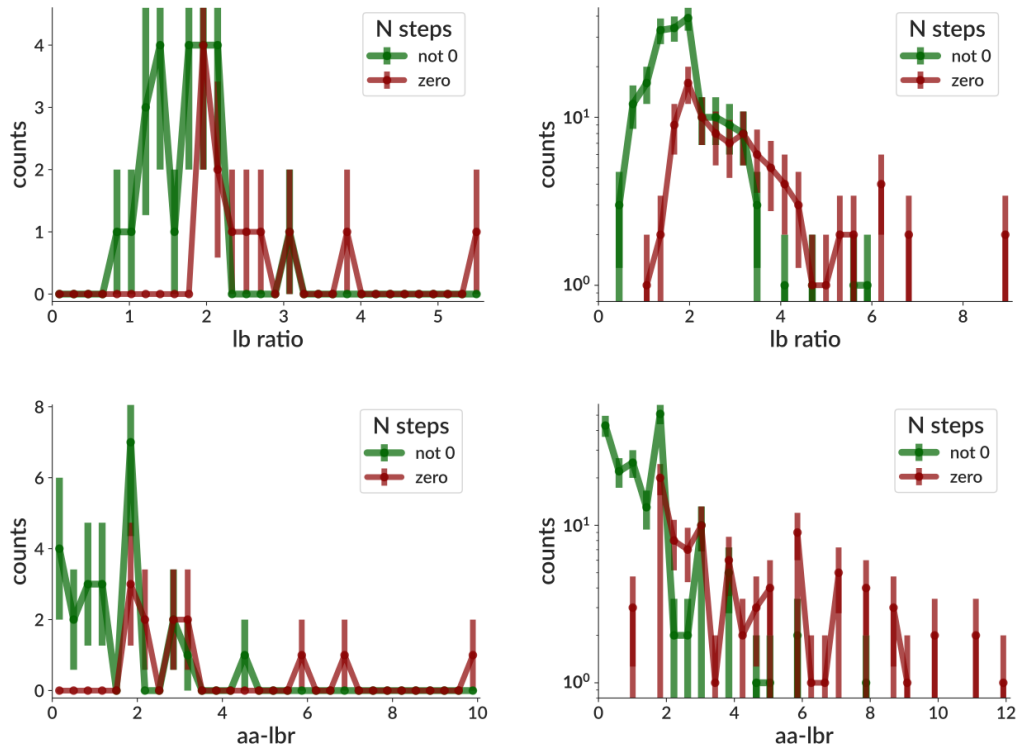 N steps
not 0
zero
counts
4
3
2
1
0
0 1 2 3 4 5
lb ratio
N steps
not 0
zero
counts
10¹
10⁰
0 2 4 6 8
lb ratio
N steps
not 0
zero
counts
8
6
4
2
0
0 2 4 6 8 10
aa-lbr
N steps
not 0
zero
counts
10¹
10⁰
0 2 4 6 8 10 12
aa-lbr